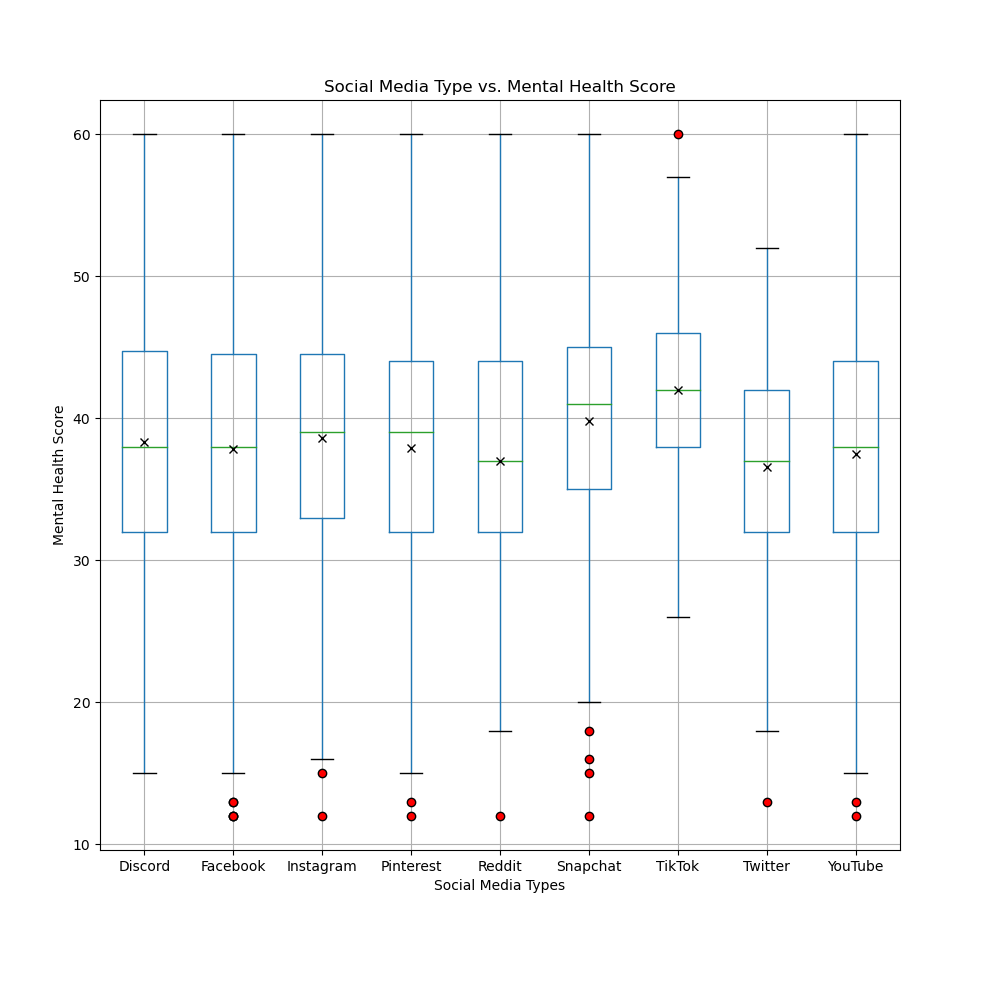 Social Media Type vs. Mental Health Score
Mental Health Score
60
50
40
30
20
10
Discord Facebook Instagram Pinterest Reddit Snapchat TikTok Twitter YouTube
Social Media Types